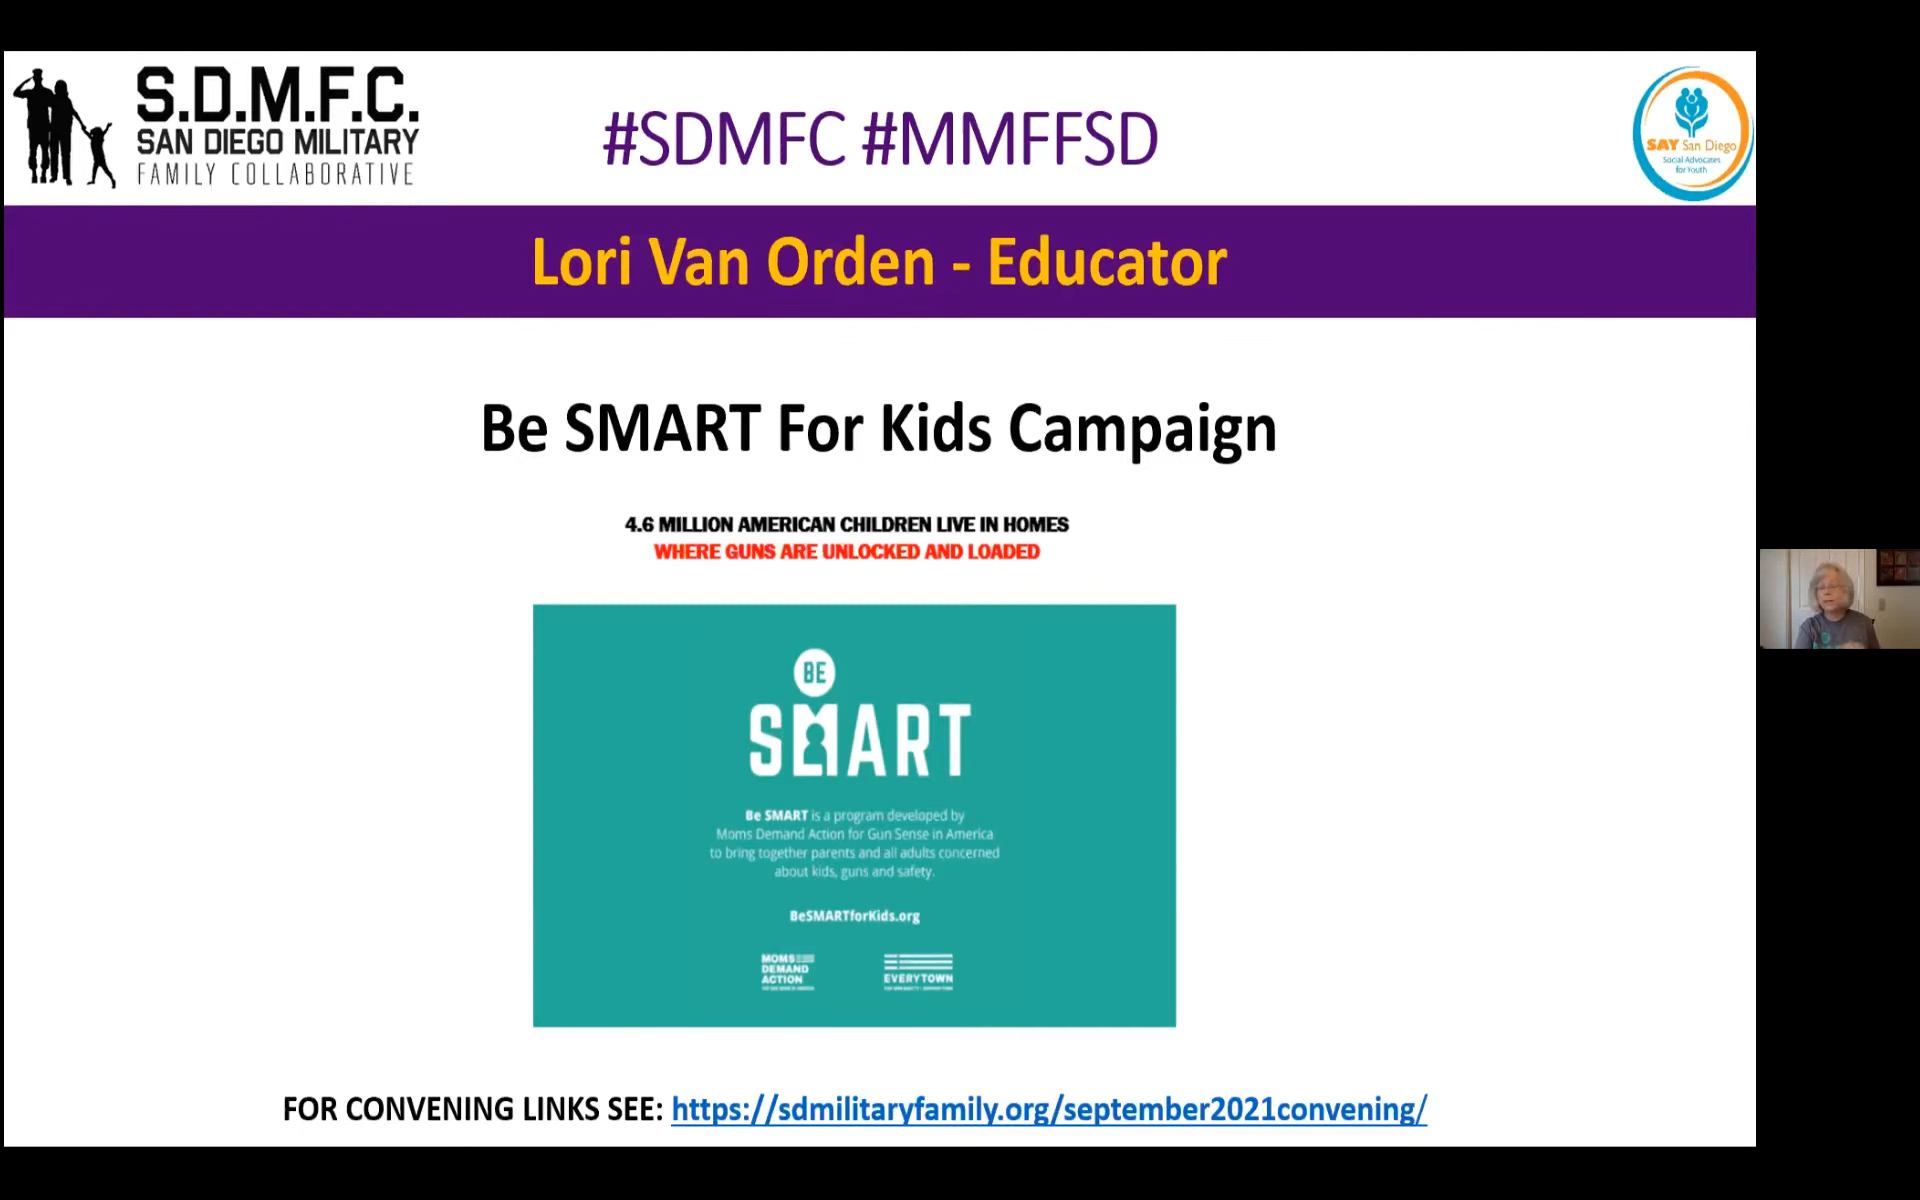 S.D.M.F.C.
SAN DIEGO MILITARY
FAMILY COLLABORATIVE
#SDMFC #MMFFSD
SAY San Diego
Social Advocates
for Youth
Lori Van Orden - Educator
Be SMART For Kids Campaign
4.6 MILLION AMERICAN CHILDREN LIVE IN HOMES
WHERE GUNS ARE UNLOCKED AND LOADED
BE
SMART
Be SMART is a program developed by
Moms Demand Action for Gun Sense in America
to bring together parents and all adults concerned
about kids, guns and safety.
BeSMARTforKids.org
MOMS
DEMAND
ACTION
EVERYTOWN
FOR CONVENING LINKS SEE: https://sdmilitaryfamily.org/september2021convening/